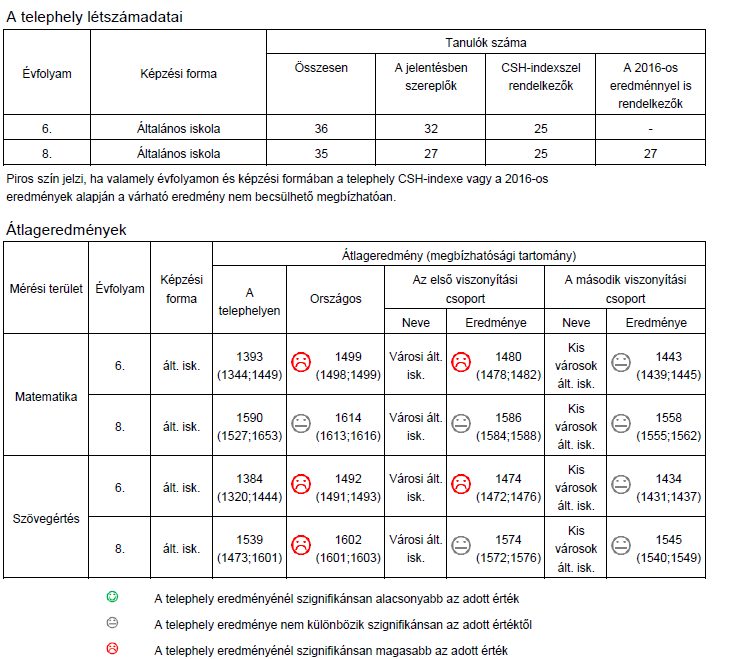 A telephely létszámadatai
Évfolyam
Képzési forma
Tanulók száma
Összesen
A jelentésben
szereplők
CSH-indexszel
rendelkezők
A 2016-os
eredménnyel is
rendelkezők
6. Általános iskola 36 32 25 -
8. Általános iskola 35 27 25 27
Piros szín jelzi, ha valamely évfolyamon és képzési formában a telephely CSH-indexe vagy a 2016-os
eredmények alapján a várható eredmény nem becsülhető megbízhatóan.
Átlageredmények
Mérési terület
Évfolyam
Képzési
forma
Átlageredmény (megbízhatósági tartomány)
A
telephelyen
Országos
Az első viszonyítási
csoport
A második viszonyítási
csoport
Neve
Eredménye
Neve
Eredménye
Matematika
6.
ált. isk.
1393
(1344;1449)
1499
(1498;1499)
Városi ált.
isk.
1480
(1478;1482)
Kis
városok
ált. isk.
1443
(1439;1445)
8.
ált. isk.
1590
(1527;1653)
1614
(1613;1616)
Városi ált.
isk.
1586
(1584;1588)
Kis
városok
ált. isk.
1558
(1555;1562)
Szövegértés
6.
ált. isk.
1384
(1320;1444)
1492
(1491;1493)
Városi ált.
isk.
1474
(1472;1476)
Kis
városok
ált. isk.
1434
(1431;1437)
8.
ált. isk.
1539
(1473;1601)
1602
(1601;1603)
Városi ált.
isk.
1574
(1572;1576)
Kis
városok
ált. isk.
1545
(1540;1549)
A telephely eredményénél szignifikánsan alacsonyabb az adott érték
A telephely eredménye nem különbözik szignifikánsan az adott értéktől
A telephely eredményénél szignifikánsan magasabb az adott érték